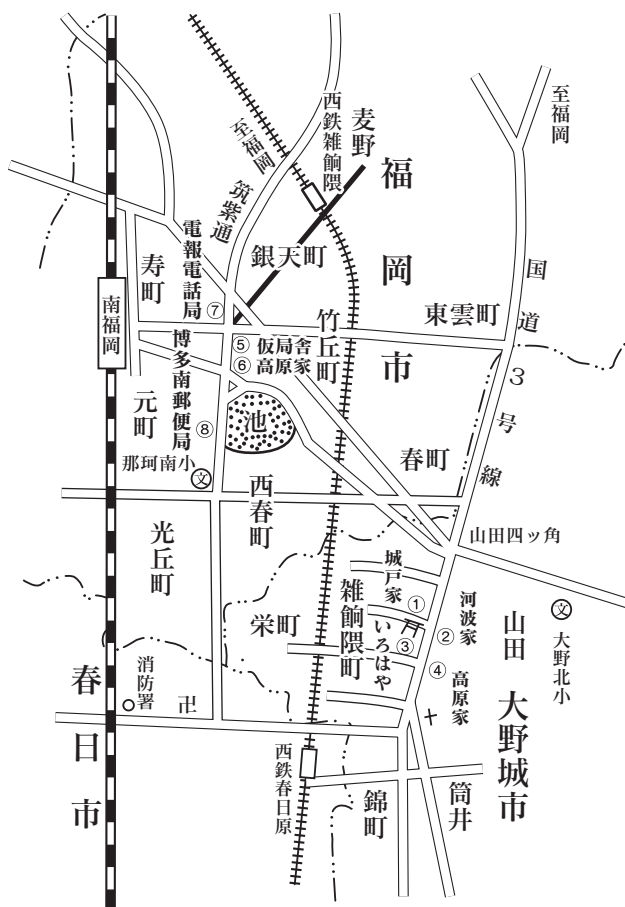 至福岡
西鉄雑餉隈
麦野
福岡市
至福岡
筑紫通
電報電話局
⑦
銀天町
寿町
南福岡
東雲町
国道3号線
竹丘町
⑤ 仮局舎
⑥ 高原家
博多南郵便局
⑧
元町
池
那珂南小
文
春町
西春町
光丘町
山田四ッ角
城戸家
①
河波家
②
いろはや
③
高原家
④
雑餉隈町
栄町
山田
文
大野北小
大野城市
消防署
卍
春日市
西鉄春日原
錦町
筒井